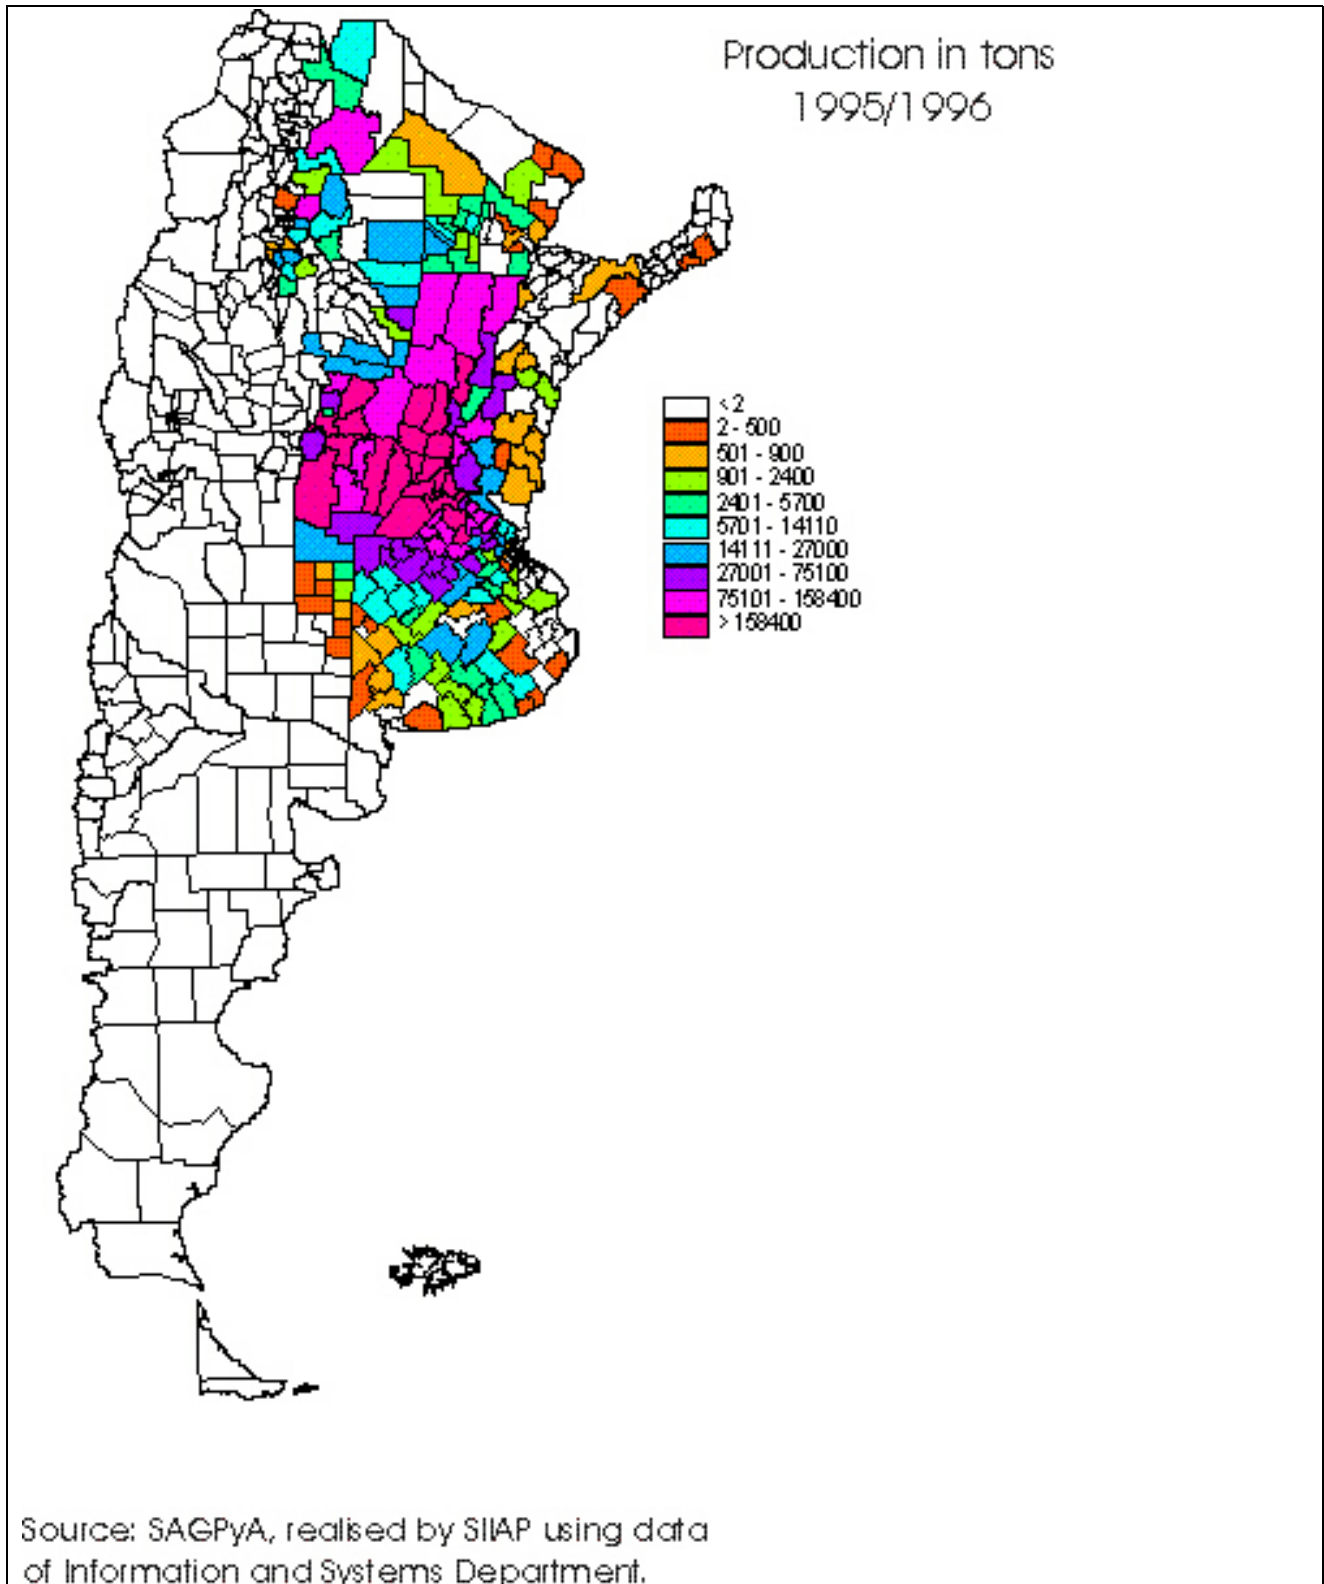 Production in tons
1995/1996
< 2
2 - 500
501 - 900
901 - 2400
2401 - 5700
5701 - 14110
14111 - 27000
27001 - 75100
75101 - 158400
> 158400
Source: SAGPyA, realised by SIIAP using data
of Information and Systems Department.